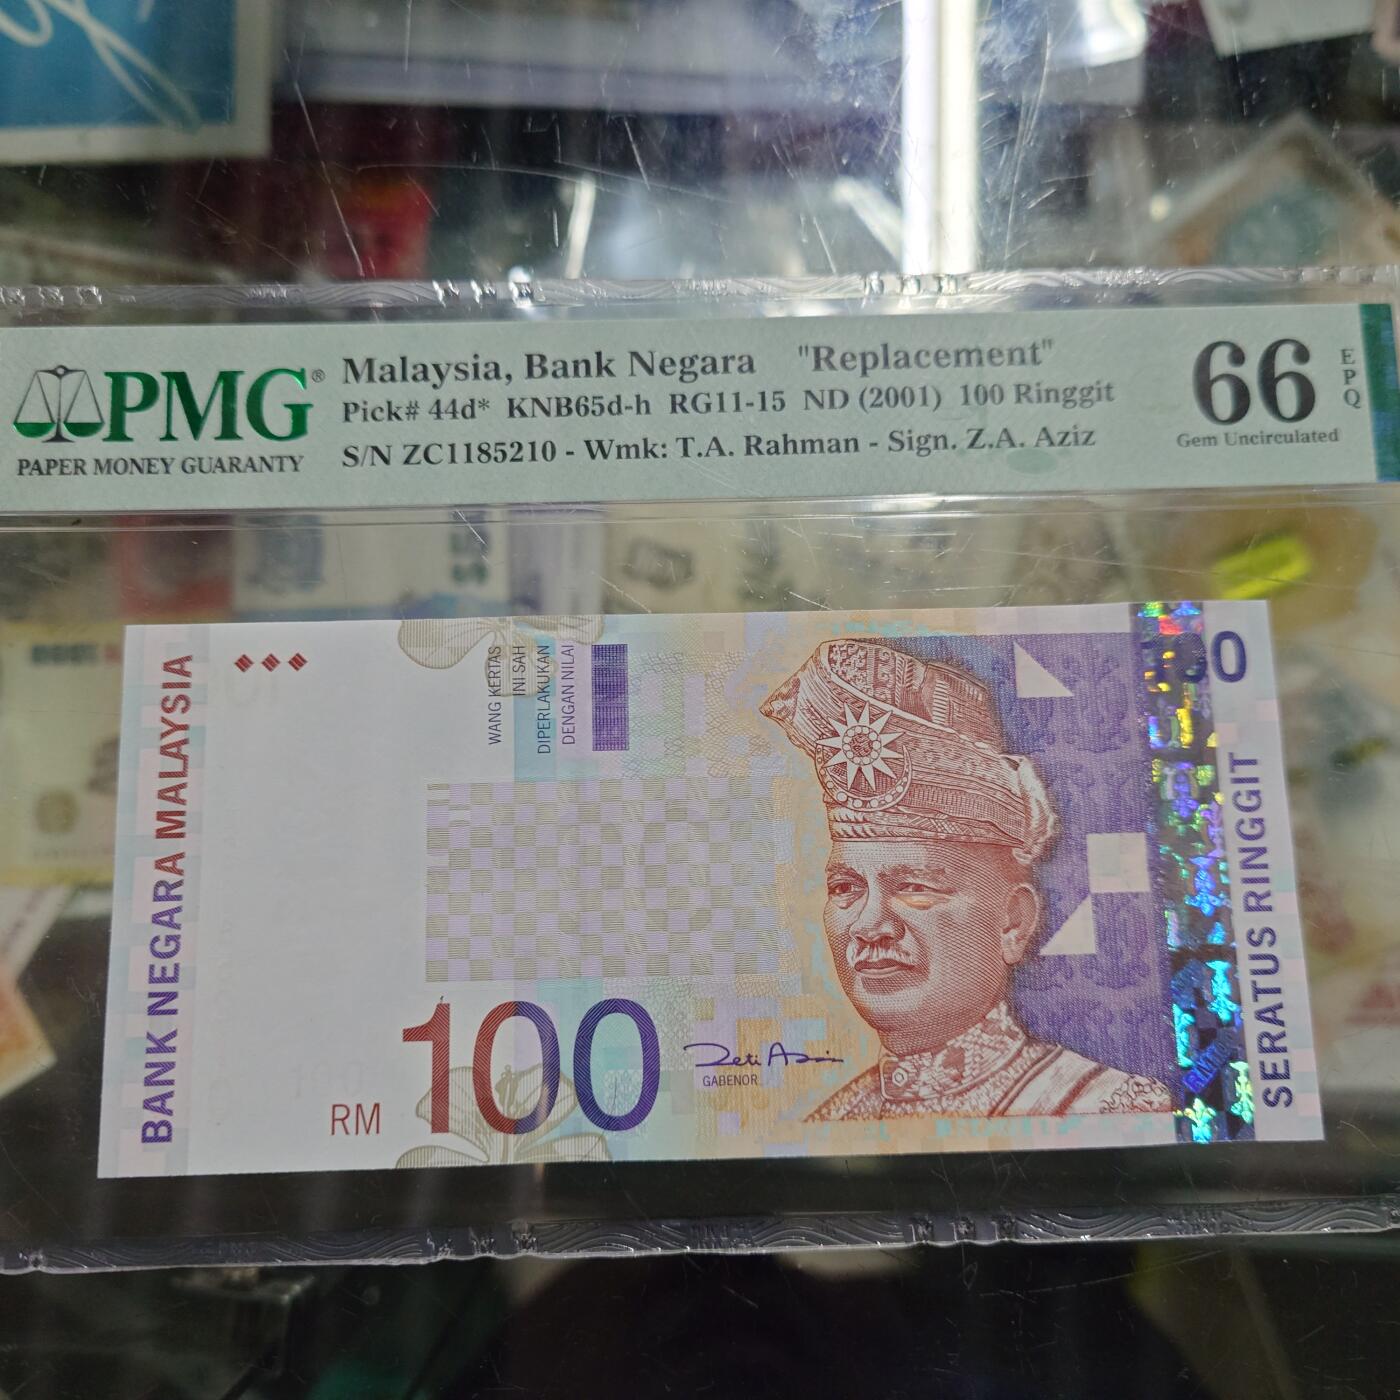 PMG®
PAPER MONEY GUARANTY
Malaysia, Bank Negara "Replacement"
Pick# 44d* KNB65d-h RG11-15 ND (2001) 100 Ringgit
S/N ZC1185210 - Wmk: T.A. Rahman - Sign. Z.A. Aziz
66
EPQ
Gem Uncirculated
BANK NEGARA MALAYSIA
WANG KERTAS
INI SAH
DIPERLAKUKAN
DENGAN NILAI
RM 100
Zeti Aziz
GABENOR
SERATUS RINGGIT